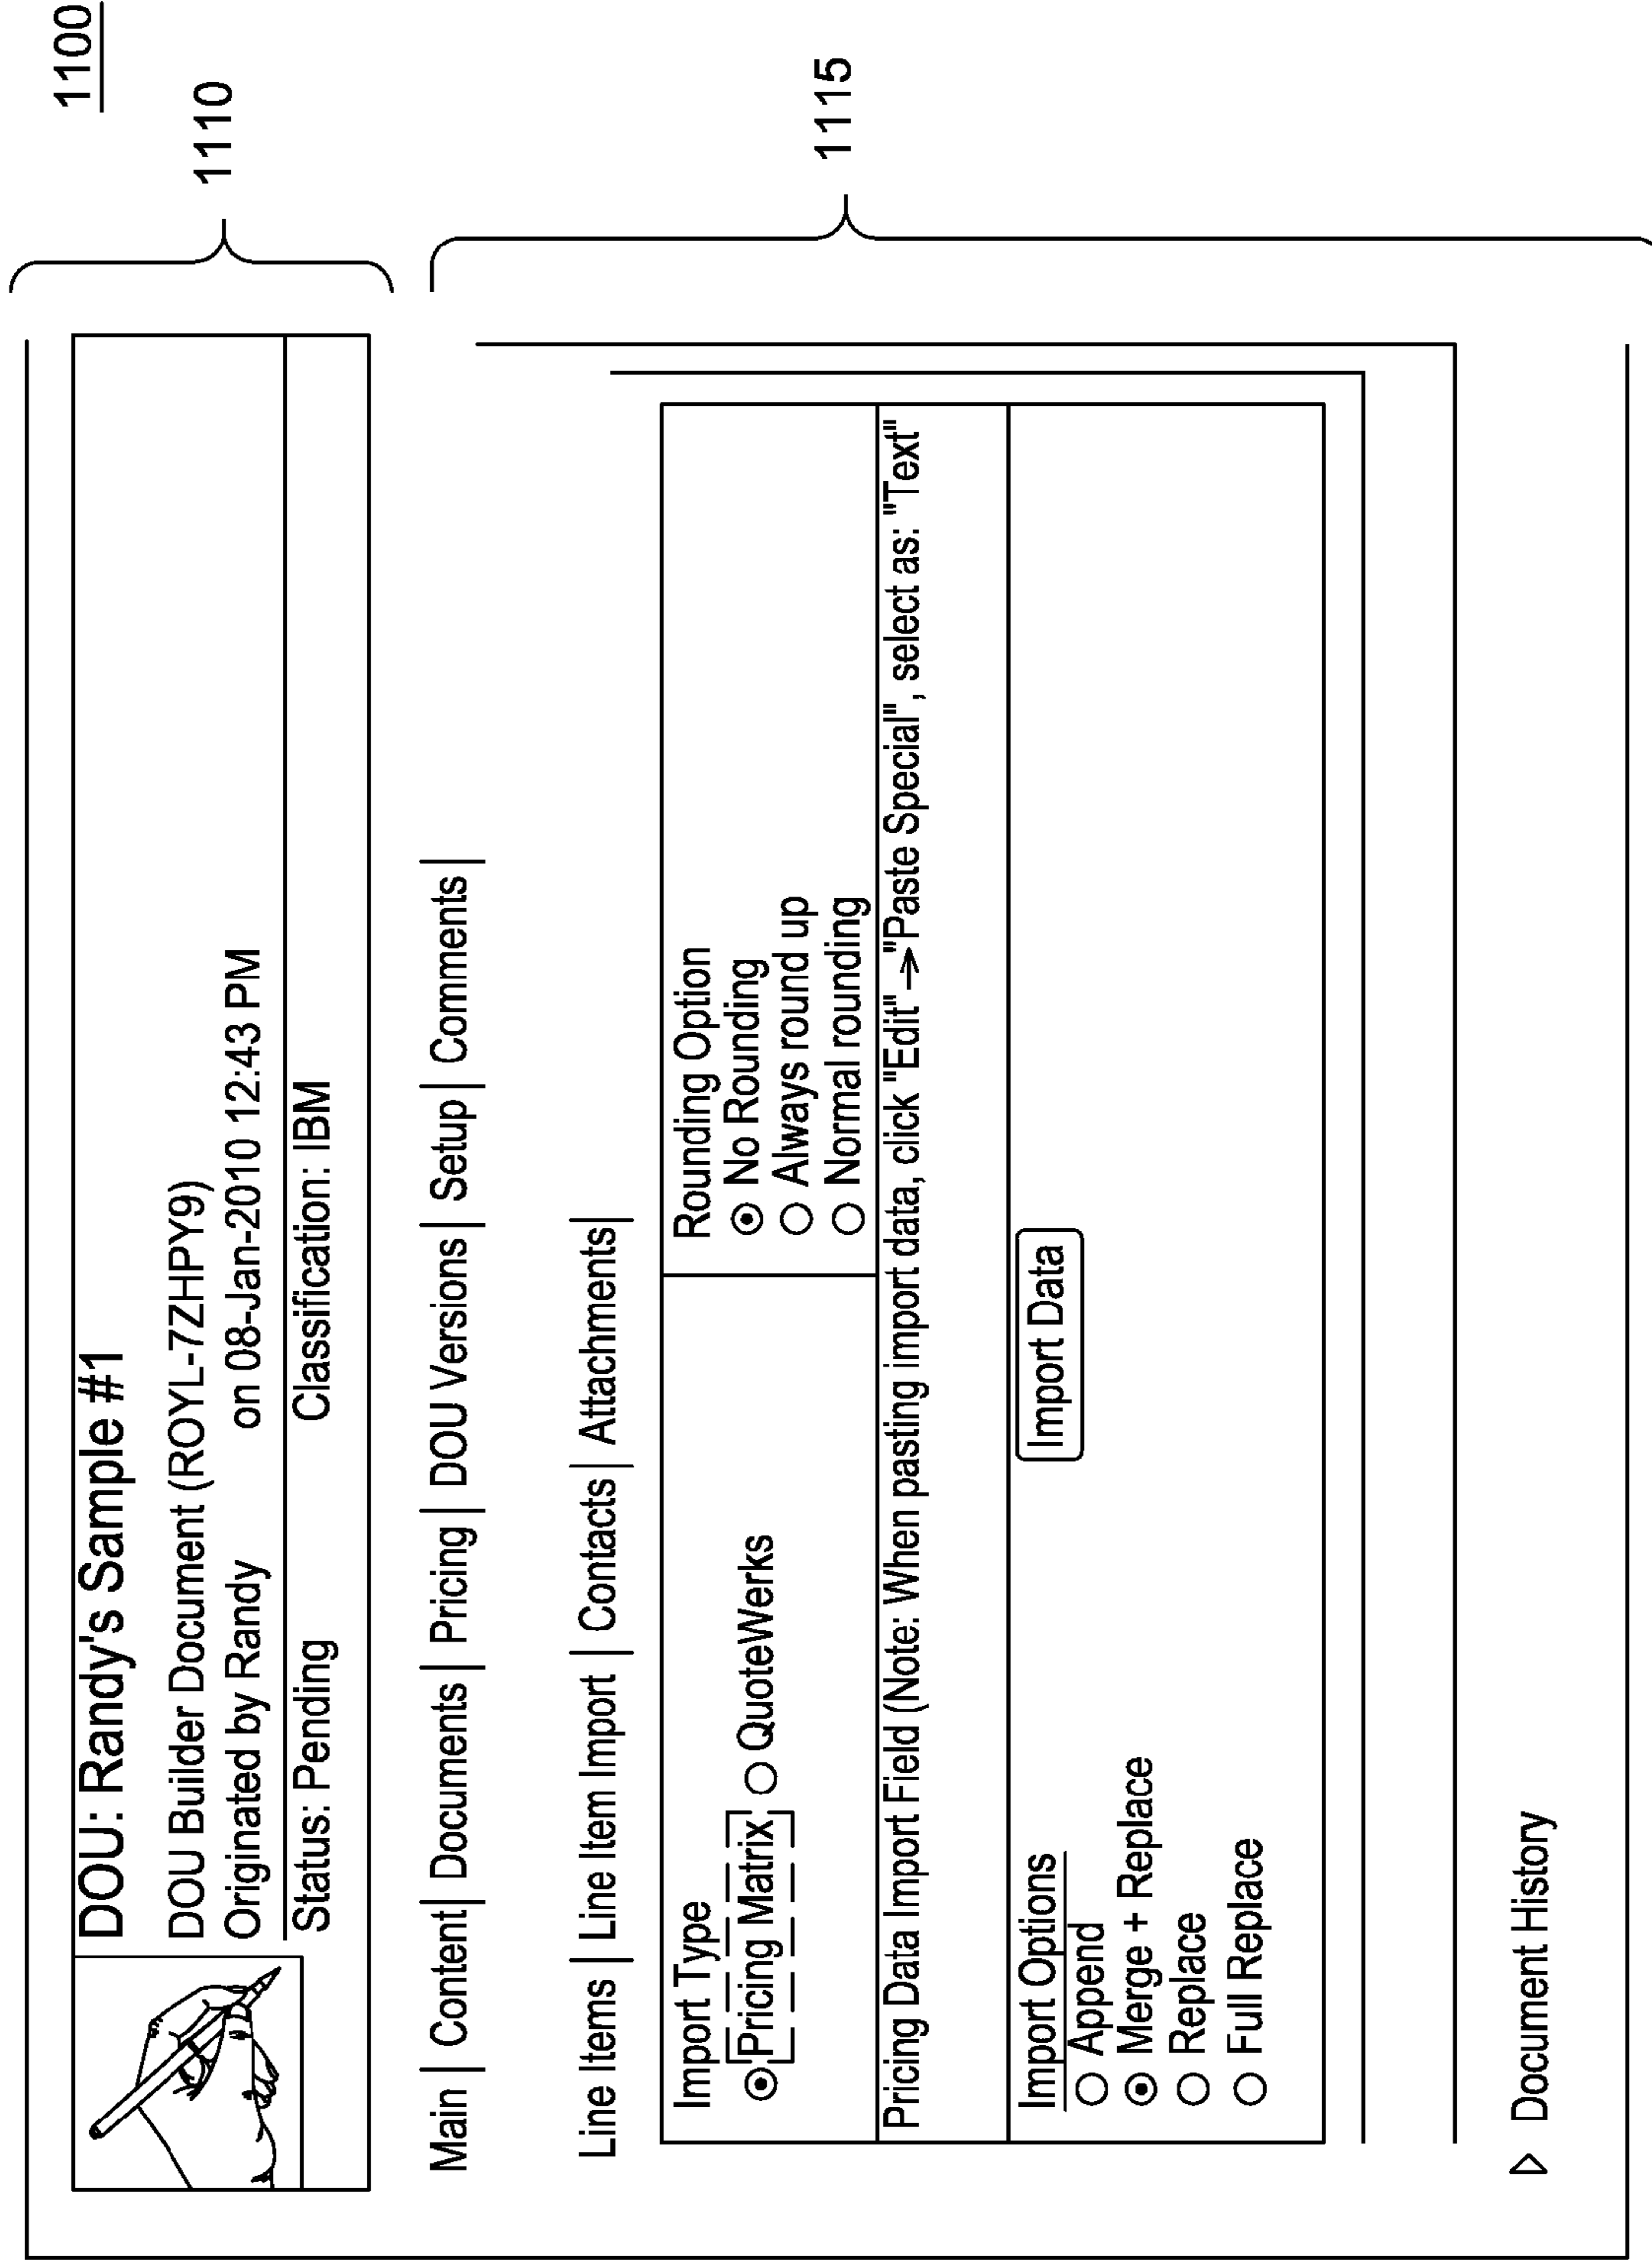 1100
1110
DOU: Randy's Sample #1
DOU Builder Document (ROYL-7ZHPY9)
Originated by Randy on 08-Jan-2010 12:43 PM
Status: Pending Classification: IBM
1115
Main | Content | Documents | Pricing | DOU Versions | Setup | Comments |
Line Items | Line Item Import | Contacts | Attachments |
Import Type
Pricing Matrix QuoteWerks
Rounding Option
No Rounding
Always round up
Normal rounding
Pricing Data Import Field (Note: When pasting import data, click "Edit"→"Paste Special", select as: "Text"
Import Options
Append
Merge + Replace
Replace
Full Replace
Import Data
Document History